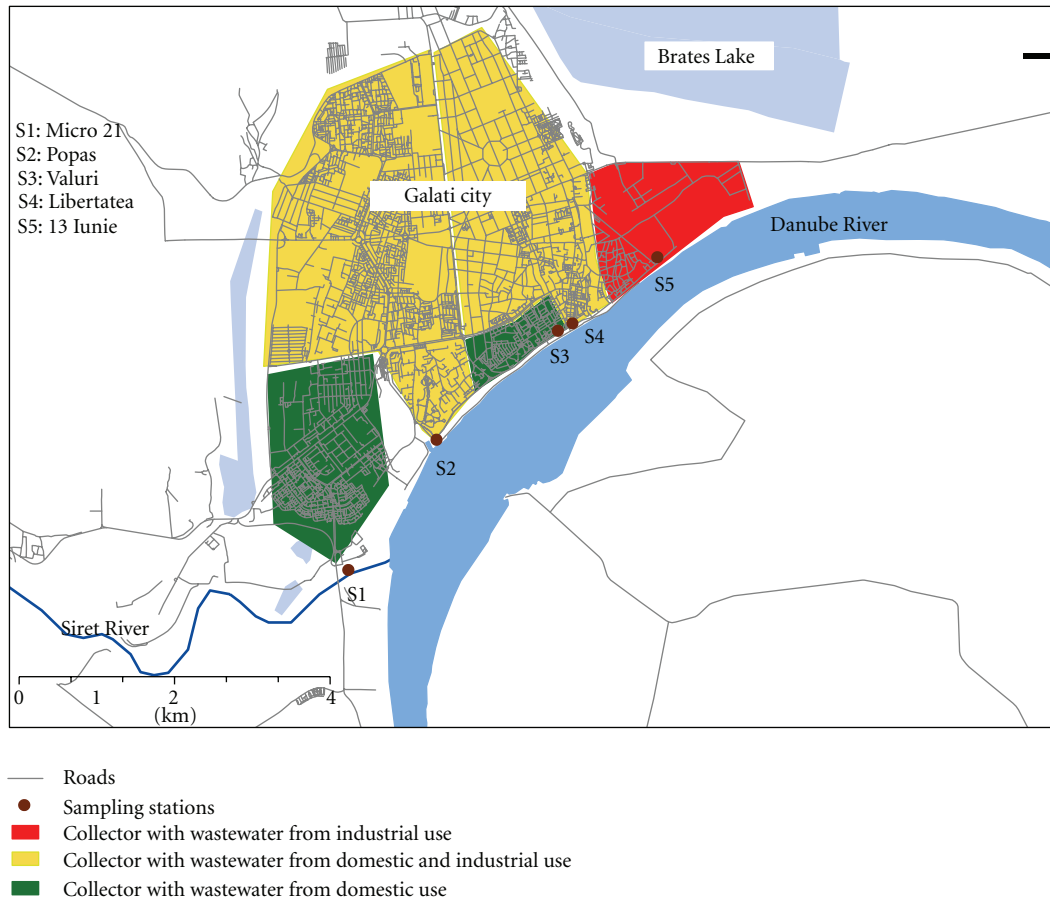 Brates Lake
S1: Micro 21
S2: Popas
S3: Valuri
S4: Libertatea
S5: 13 Iunie
Galati city
Danube River
S5
S4
S3
S2
S1
Siret River
0 1 2 4
(km)
Roads
Sampling stations
Collector with wastewater from industrial use
Collector with wastewater from domestic and industrial use
Collector with wastewater from domestic use